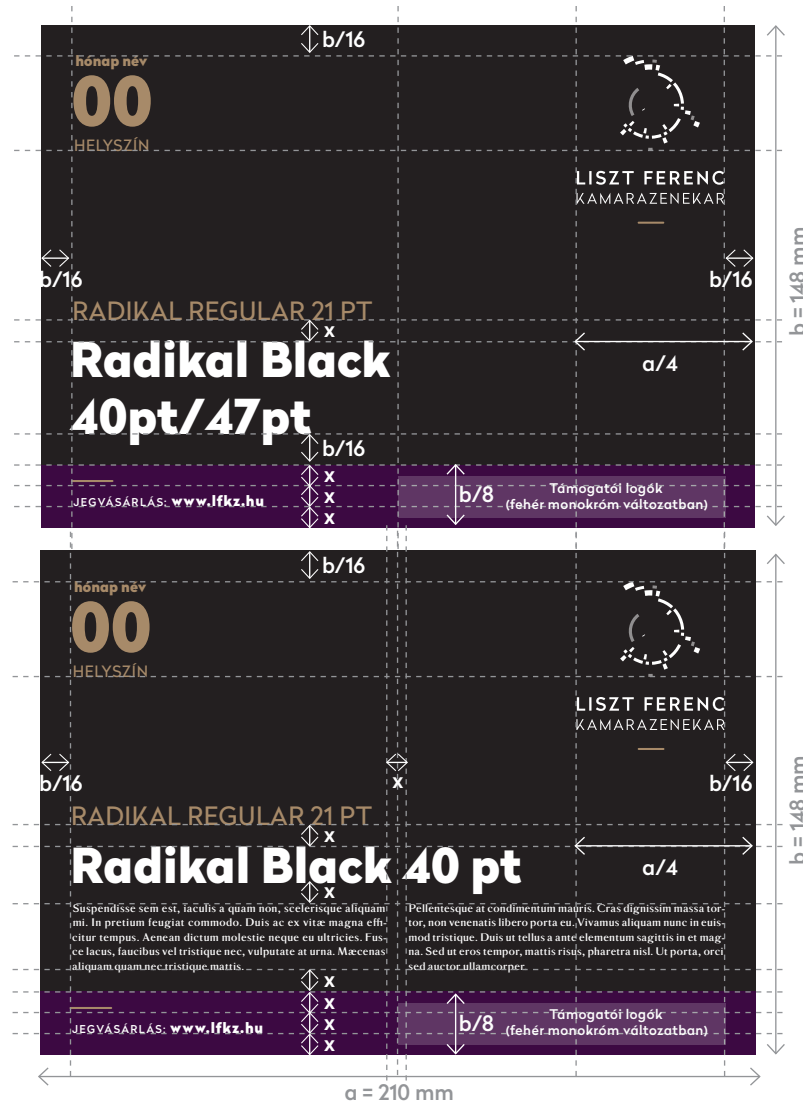 b/16
hónap név
00
HELYSZÍN
LISZT FERENC
KAMARAZENEKAR
b/16
b/16
b = 148 mm
RADIKAL REGULAR 21 PT
x
Radikal Black
40pt/47pt
a/4
b/16
x
x
x
JEGYVÁSÁRLÁS: www.lfkz.hu
b/8
Támogatói logók
(fehér monokróm változatban)
b/16
hónap név
00
HELYSZÍN
LISZT FERENC
KAMARAZENEKAR
b/16
x
b/16
b = 148 mm
RADIKAL REGULAR 21 PT
x
Radikal Black 40 pt
a/4
x
Suspendisse sem est, iaculis a quam non, scelerisque aliquam
mi. In pretium feugiat commodo. Duis ac ex vitæ magna effi-
citur tempus. Aenean dictum molestie neque eu ultricies. Fus-
ce lacus, faucibus vel tristique nec, vulputate at urna. Mæcenas
aliquam quam nec tristique mattis.
Pellentesque at condimentum mauris. Cras dignissim massa tor-
tor, non venenatis libero porta eu. Vivamus aliquam nunc in euis-
mod tristique. Duis ut tellus a ante elementum sagittis in et mag-
na. Sed ut eros tempor, mattis risus, pharetra nisl. Ut porta, orci
sed auctor ullamcorper.
x
x
x
x
JEGYVÁSÁRLÁS: www.lfkz.hu
b/8
Támogatói logók
(fehér monokróm változatban)
a = 210 mm